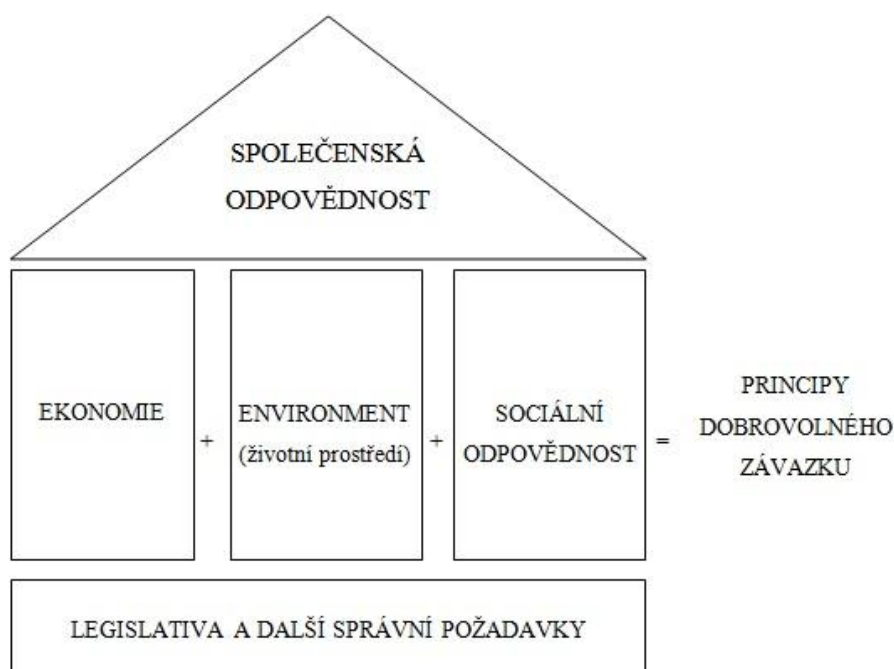 SPOLEČENSKÁ
ODPOVĚDNOST
EKONOMIE
+
ENVIRONMENT
(životní prostředí)
+
SOCIÁLNÍ
ODPOVĚDNOST
=
PRINCIPY
DOBROVOLNÉHO
ZÁVAZKU
LEGISLATIVA A DALŠÍ SPRÁVNÍ POŽADAVKY